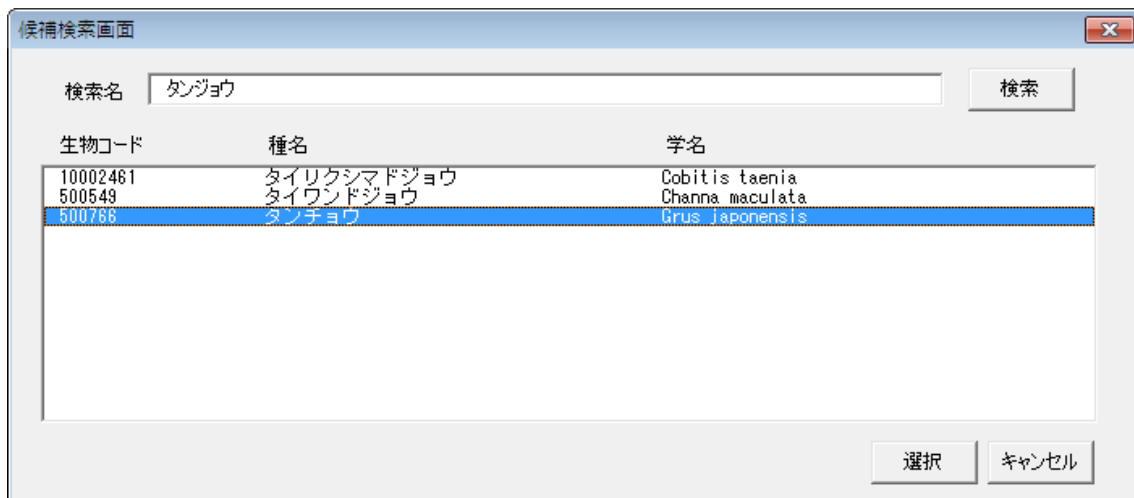 候補検索画面
検索名 タンジョウ 検索
生物コード 種名 学名
10002461 タイリクシマドジョウ Cobitis taenia
500549 タイワンドジョウ Channa maculata
500766 タンチョウ Grus japonensis
選択 キャンセル